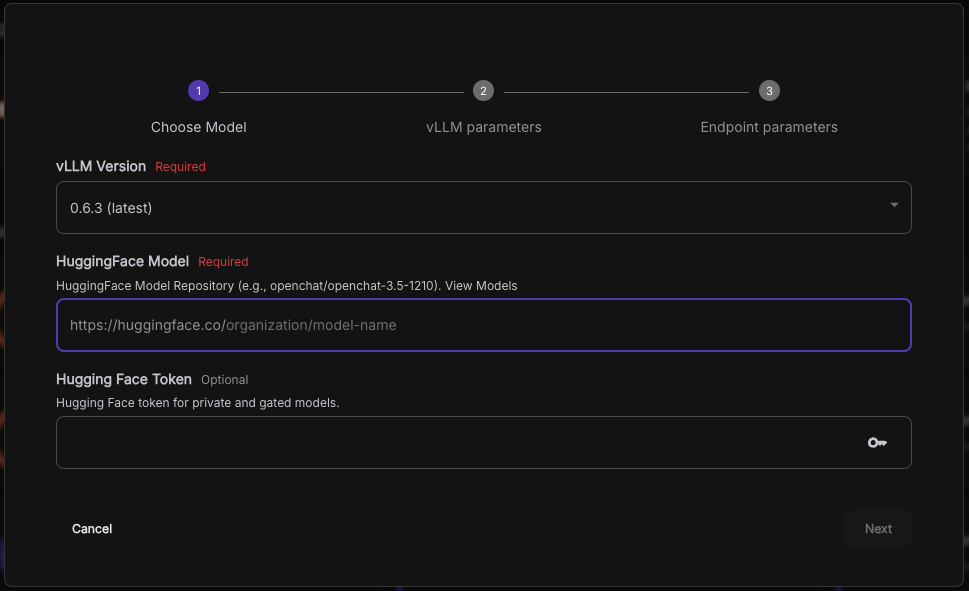 1 2 3
Choose Model vLLM parameters Endpoint parameters
vLLM Version Required
0.6.3 (latest)
HuggingFace Model Required
HuggingFace Model Repository (e.g., openchat/openchat-3.5-1210). View Models
https://huggingface.co/organization/model-name
Hugging Face Token Optional
Hugging Face token for private and gated models.
Cancel Next